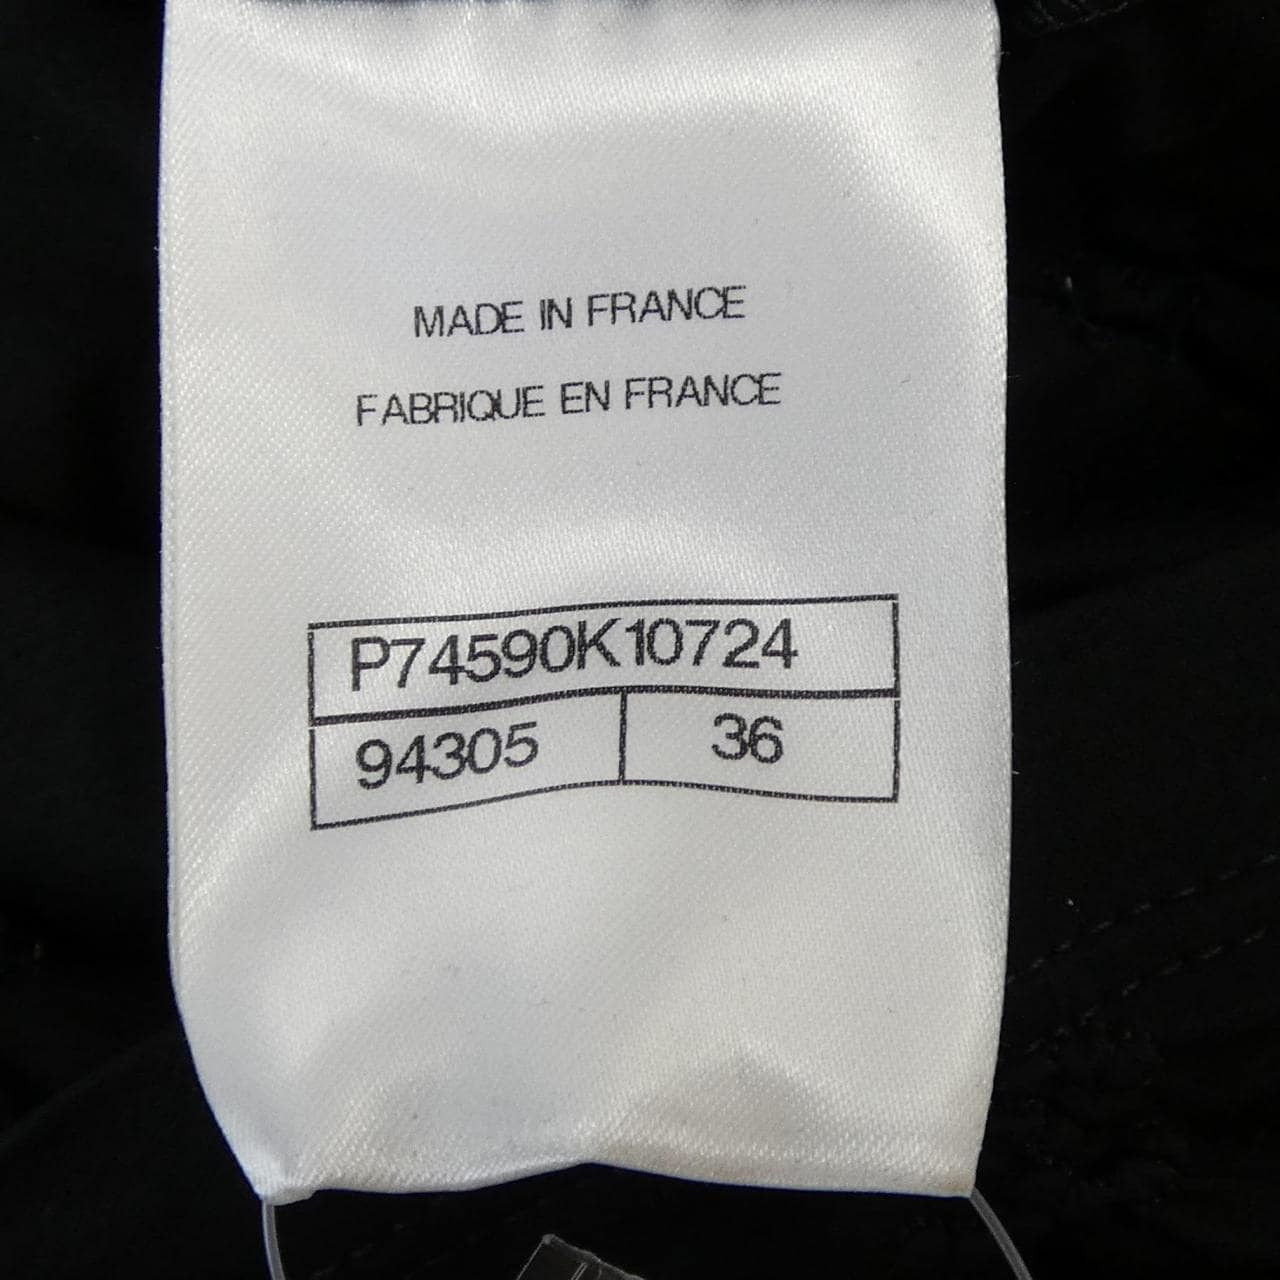 MADE IN FRANCE
FABRIQUE EN FRANCE
P74590K10724
94305 36